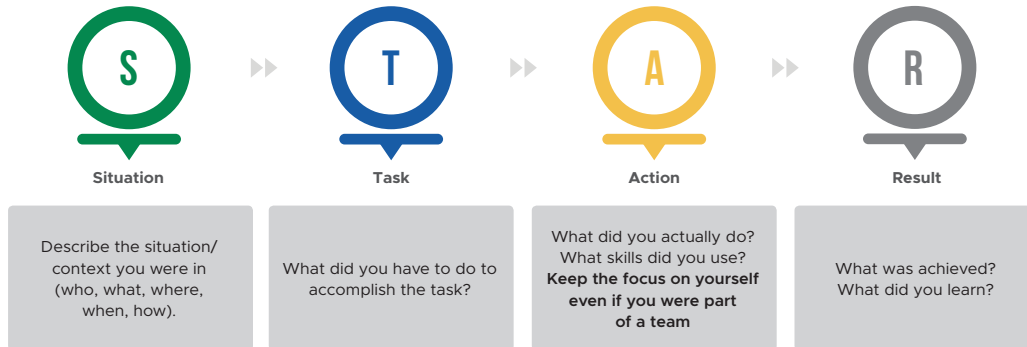 S
T
A
R
Situation
Task
Action
Result
Describe the situation/
context you were in
(who, what, where,
when, how).
What did you have to do to
accomplish the task?
What did you actually do?
What skills did you use?
Keep the focus on yourself
even if you were part
of a team
What was achieved?
What did you learn?